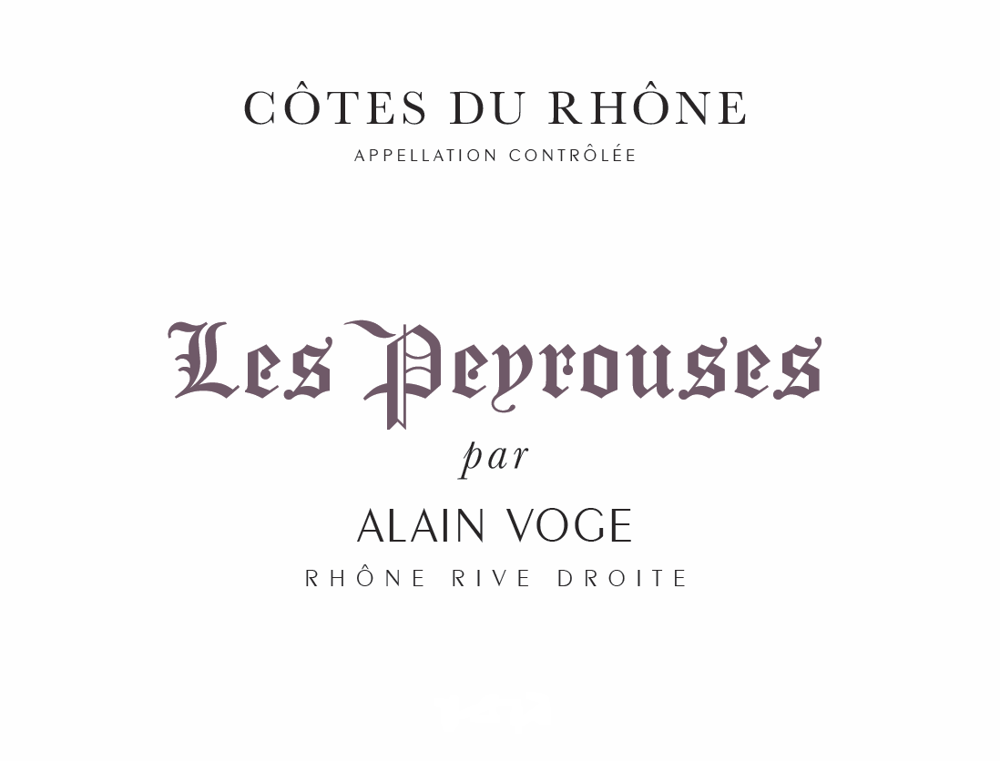 CÔTES DU RHÔNE
APPELLATION CONTRÔLÉE
Les Peyrouses
par
ALAIN VOGE
RHÔNE RIVE DROITE